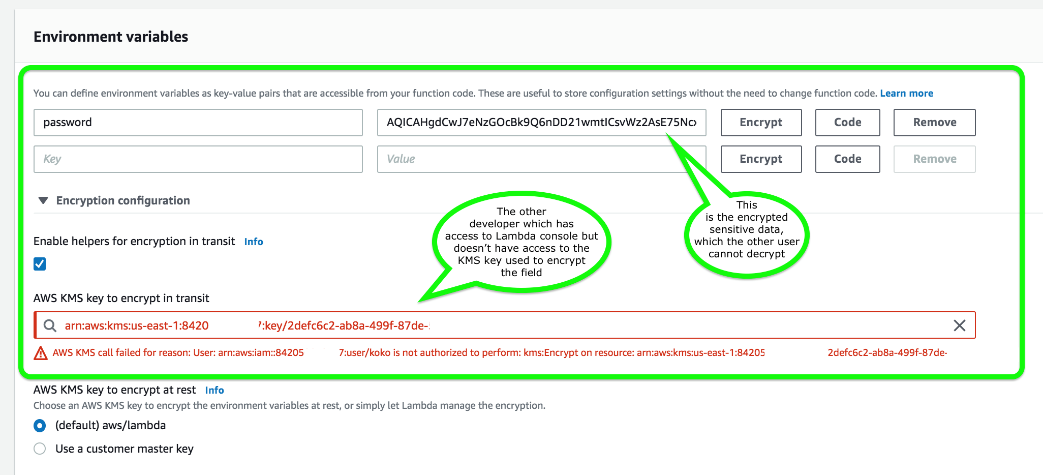 Environment variables
You can define environment variables as key-value pairs that are accessible from your function code. These are useful to store configuration settings without the need to change function code. Learn more
password AQICAHgdCwJ7eNzGOcBk9Q6nDD21wmtICsvWz2AsE75Nc Encrypt Code Remove
Key Value Encrypt Code Remove
Encryption configuration
The other
developer which has
access to Lambda console but
doesn't have access to the
KMS key used to encrypt
the field
This
is the encrypted
sensitive data,
which the other user
cannot decrypt
Enable helpers for encryption in transit Info
AWS KMS key to encrypt in transit
arn:aws:kms:us-east-1:8420 7:key/2defc6c2-ab8a-499f-87de-
AWS KMS call failed for reason: User: arn:aws:iam::84205 7:user/koko is not authorized to perform: kms:Encrypt on resource: arn:aws:kms:us-east-1:84205 2defc6c2-ab8a-499f-87de-
AWS KMS key to encrypt at rest Info
Choose an AWS KMS key to encrypt the environment variables at rest, or simply let Lambda manage the encryption.
(default) aws/lambda
Use a customer master key